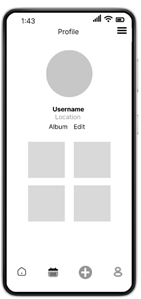 1:43
Profile
Username
Location
Album Edit